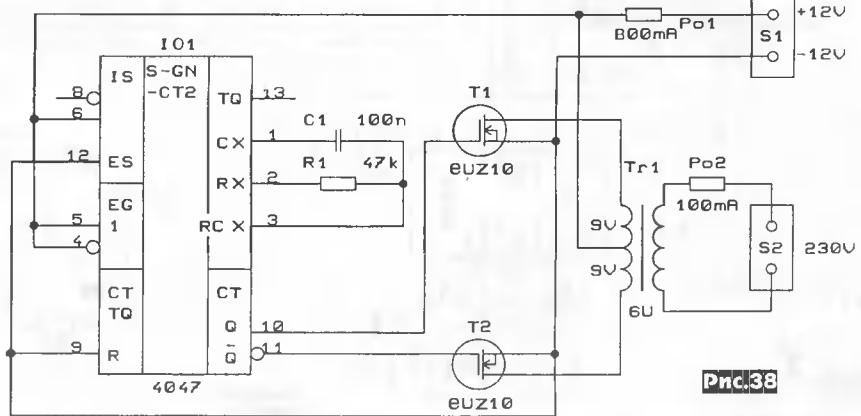 +12V
Po1
800mA
S1
-12V
IO1
IS
S-GN
-CT2
8
6
TQ
13
T1
C1
100n
CX
1
12
ES
R1
47k
BUZ10
Tr1
Po2
RX
2
100mA
EG
1
5
4
RC X
3
9V
S2
230V
9V
CT
TQ
CT
Q
10
6U
T2
9
R
Q
11
4047
BUZ10
Рис.38